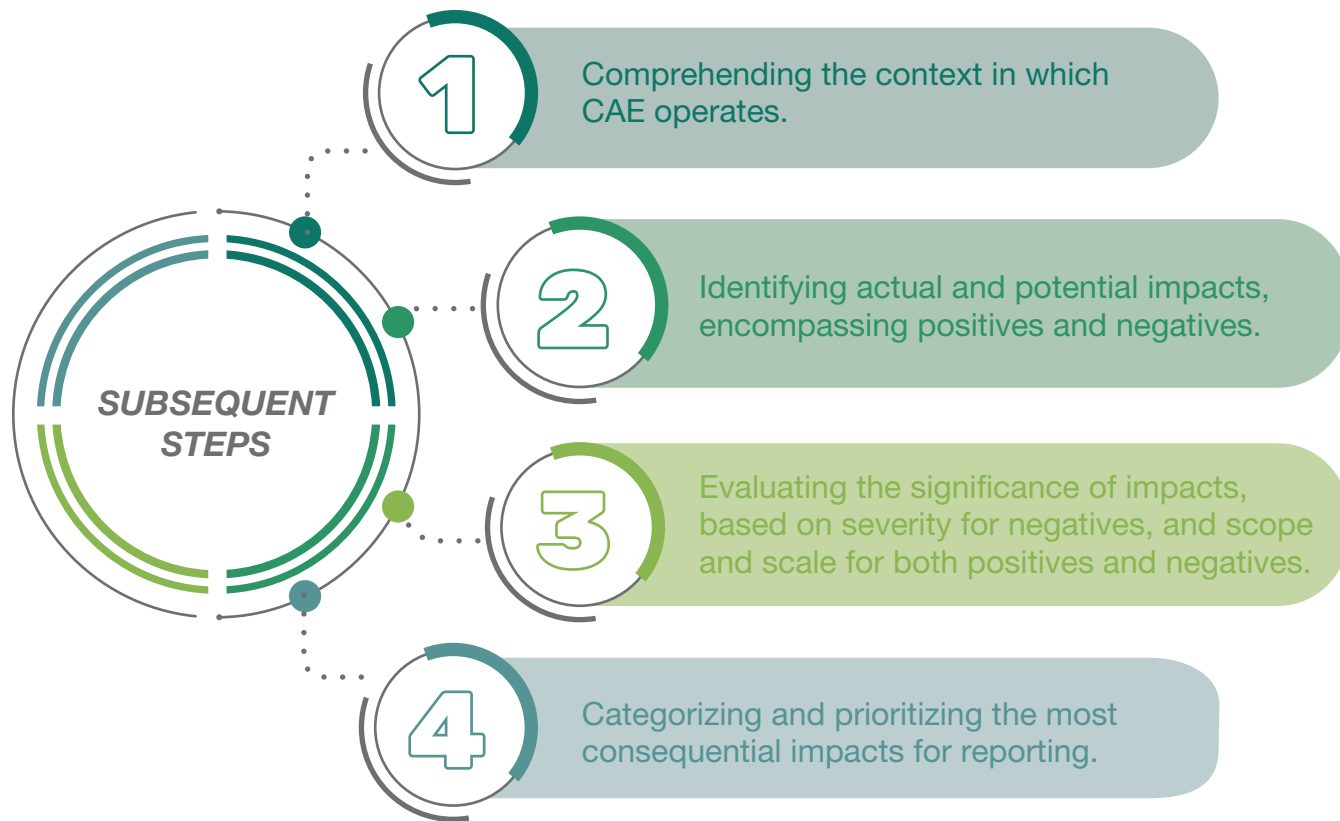 1
Comprehending the context in which
CAE operates.
2
Identifying actual and potential impacts,
encompassing positives and negatives.
SUBSEQUENT
STEPS
3
Evaluating the significance of impacts,
based on severity for negatives, and scope
and scale for both positives and negatives.
4
Categorizing and prioritizing the most
consequential impacts for reporting.